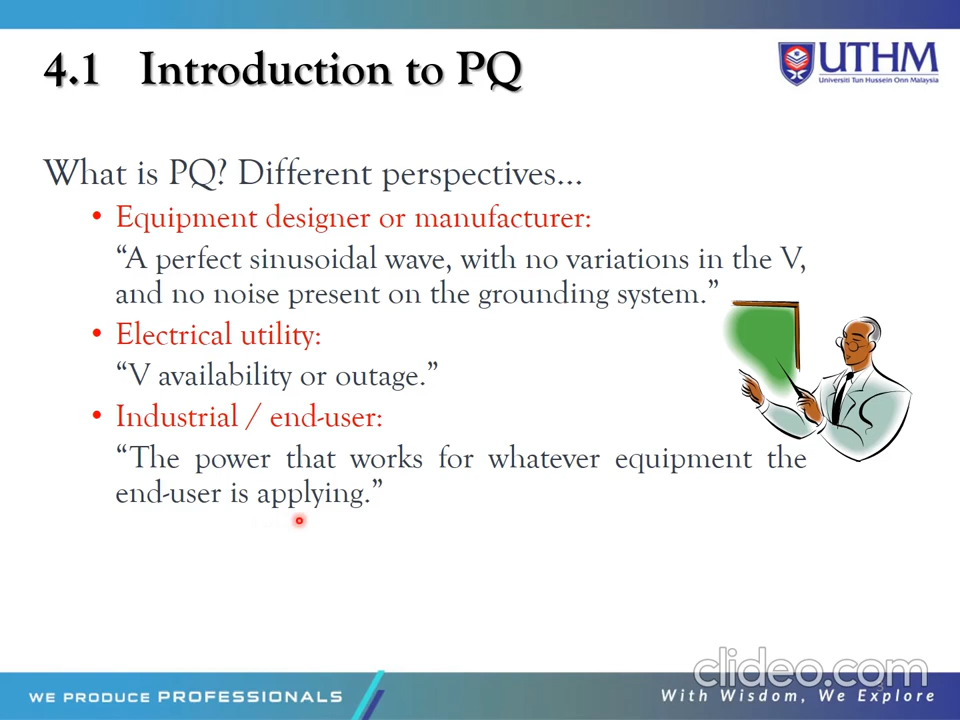 4.1 Introduction to PQ
UTHM
Universiti Tun Hussein Onn Malaysia
What is PQ? Different perspectives...
• Equipment designer or manufacturer:
“A perfect sinusoidal wave, with no variations in the V,
and no noise present on the grounding system.”
• Electrical utility:
“V availability or outage.”
• Industrial / end-user:
“The power that works for whatever equipment the
end-user is applying.”
clideo.com
3
WE PRODUCE PROFESSIONALS
With Wisdom, We Explore